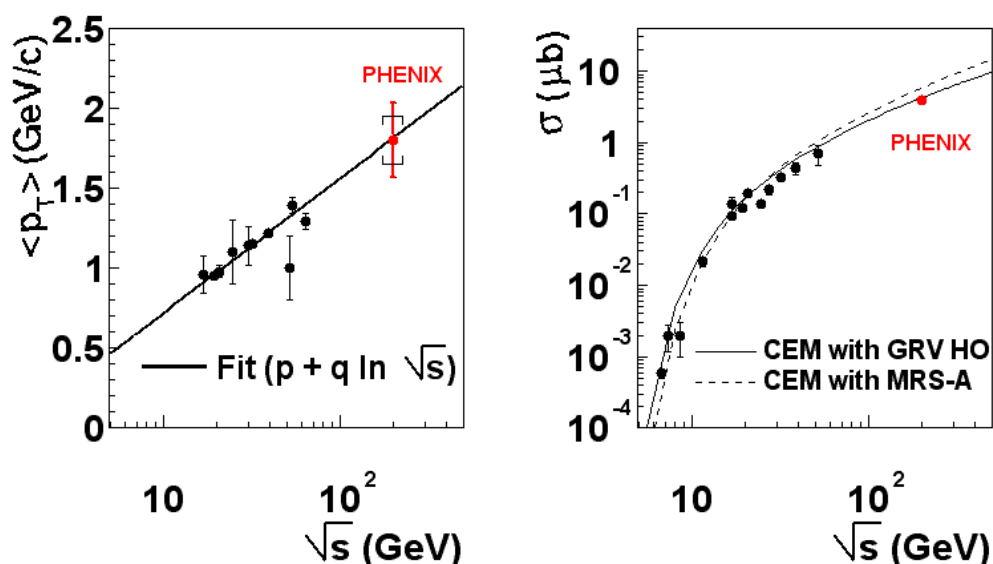 <p_T> (GeV/c)
2.5
2
1.5
1
0.5
0
PHENIX
Fit (p + q ln √s)
10
10²
√s (GeV)
σ (μb)
10
1
10⁻¹
10⁻²
10⁻³
10⁻⁴
PHENIX
CEM with GRV HO
CEM with MRS-A
10
10²
√s (GeV)